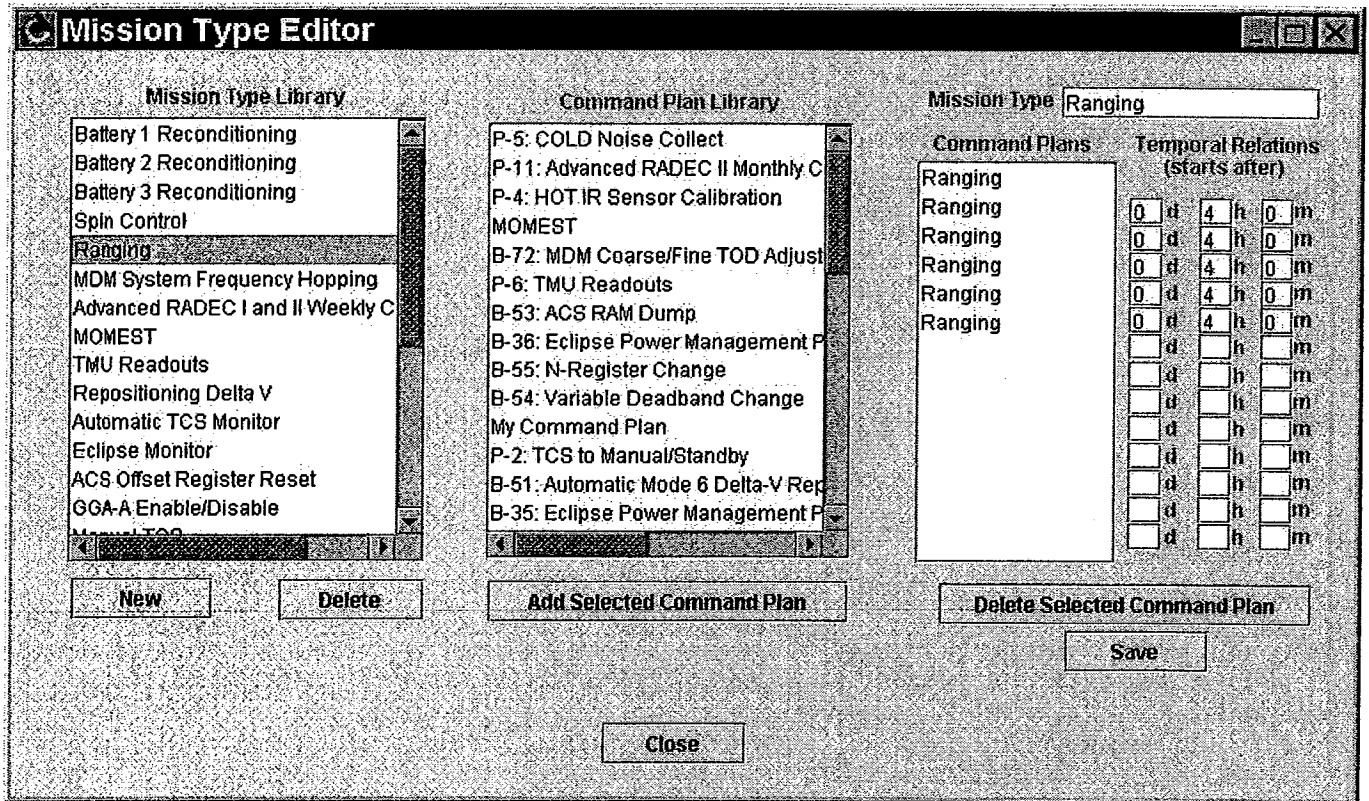 Mission Type Editor
Mission Type Library
Battery 1 Reconditioning
Battery 2 Reconditioning
Battery 3 Reconditioning
Spin Control
Ranging
MDM System Frequency Hopping
Advanced RADEC I and II Weekly C
MOMEST
TMU Readouts
Repositioning Delta V
Automatic TCS Monitor
Eclipse Monitor
ACS Offset Register Reset
GGA-A Enable/Disable
Manual TCS
New
Delete
Command Plan Library
P-5: COLD Noise Collect
P-11: Advanced RADEC II Monthly C
P-4: HOT IR Sensor Calibration
MOMEST
B-72: MDM Coarse/Fine TOD Adjust
P-6: TMU Readouts
B-53: ACS RAM Dump
B-36: Eclipse Power Management P
B-55: N-Register Change
B-54: Variable Deadband Change
My Command Plan
P-2: TCS to Manual/Standby
B-51: Automatic Mode 6 Delta-V Rep
B-35: Eclipse Power Management P
Add Selected Command Plan
Mission Type Ranging
Command Plans
Temporal Relations
(starts after)
Ranging
Ranging 0 d 4 h 0 m
Ranging 0 d 4 h 0 m
Ranging 0 d 4 h 0 m
Ranging 0 d 4 h 0 m
Ranging 0 d 4 h 0 m
d h m
d h m
d h m
d h m
d h m
d h m
d h m
d h m
Delete Selected Command Plan
Save
Close